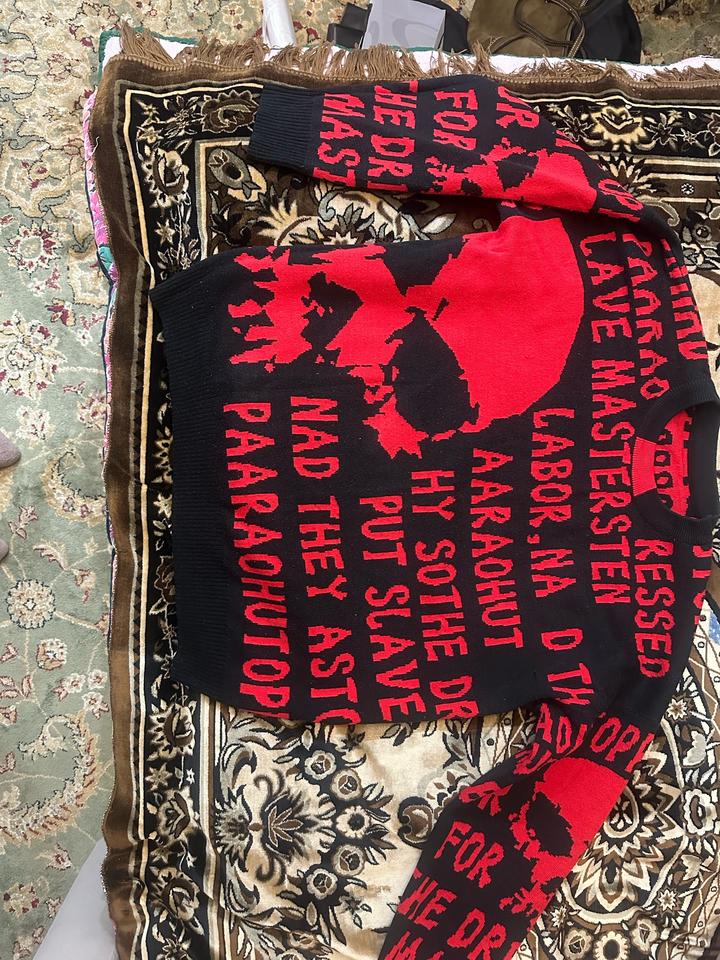 PAARAO RESSED
LAVE MASTERSTEN
LABOR,NA D TH
AARAOHUT
HY SOTHE DR
PUT SLAVE
NAD THEY ASTO
PAARAOHUTOP
FOR
HE DR
MAST
FOR
HE DR